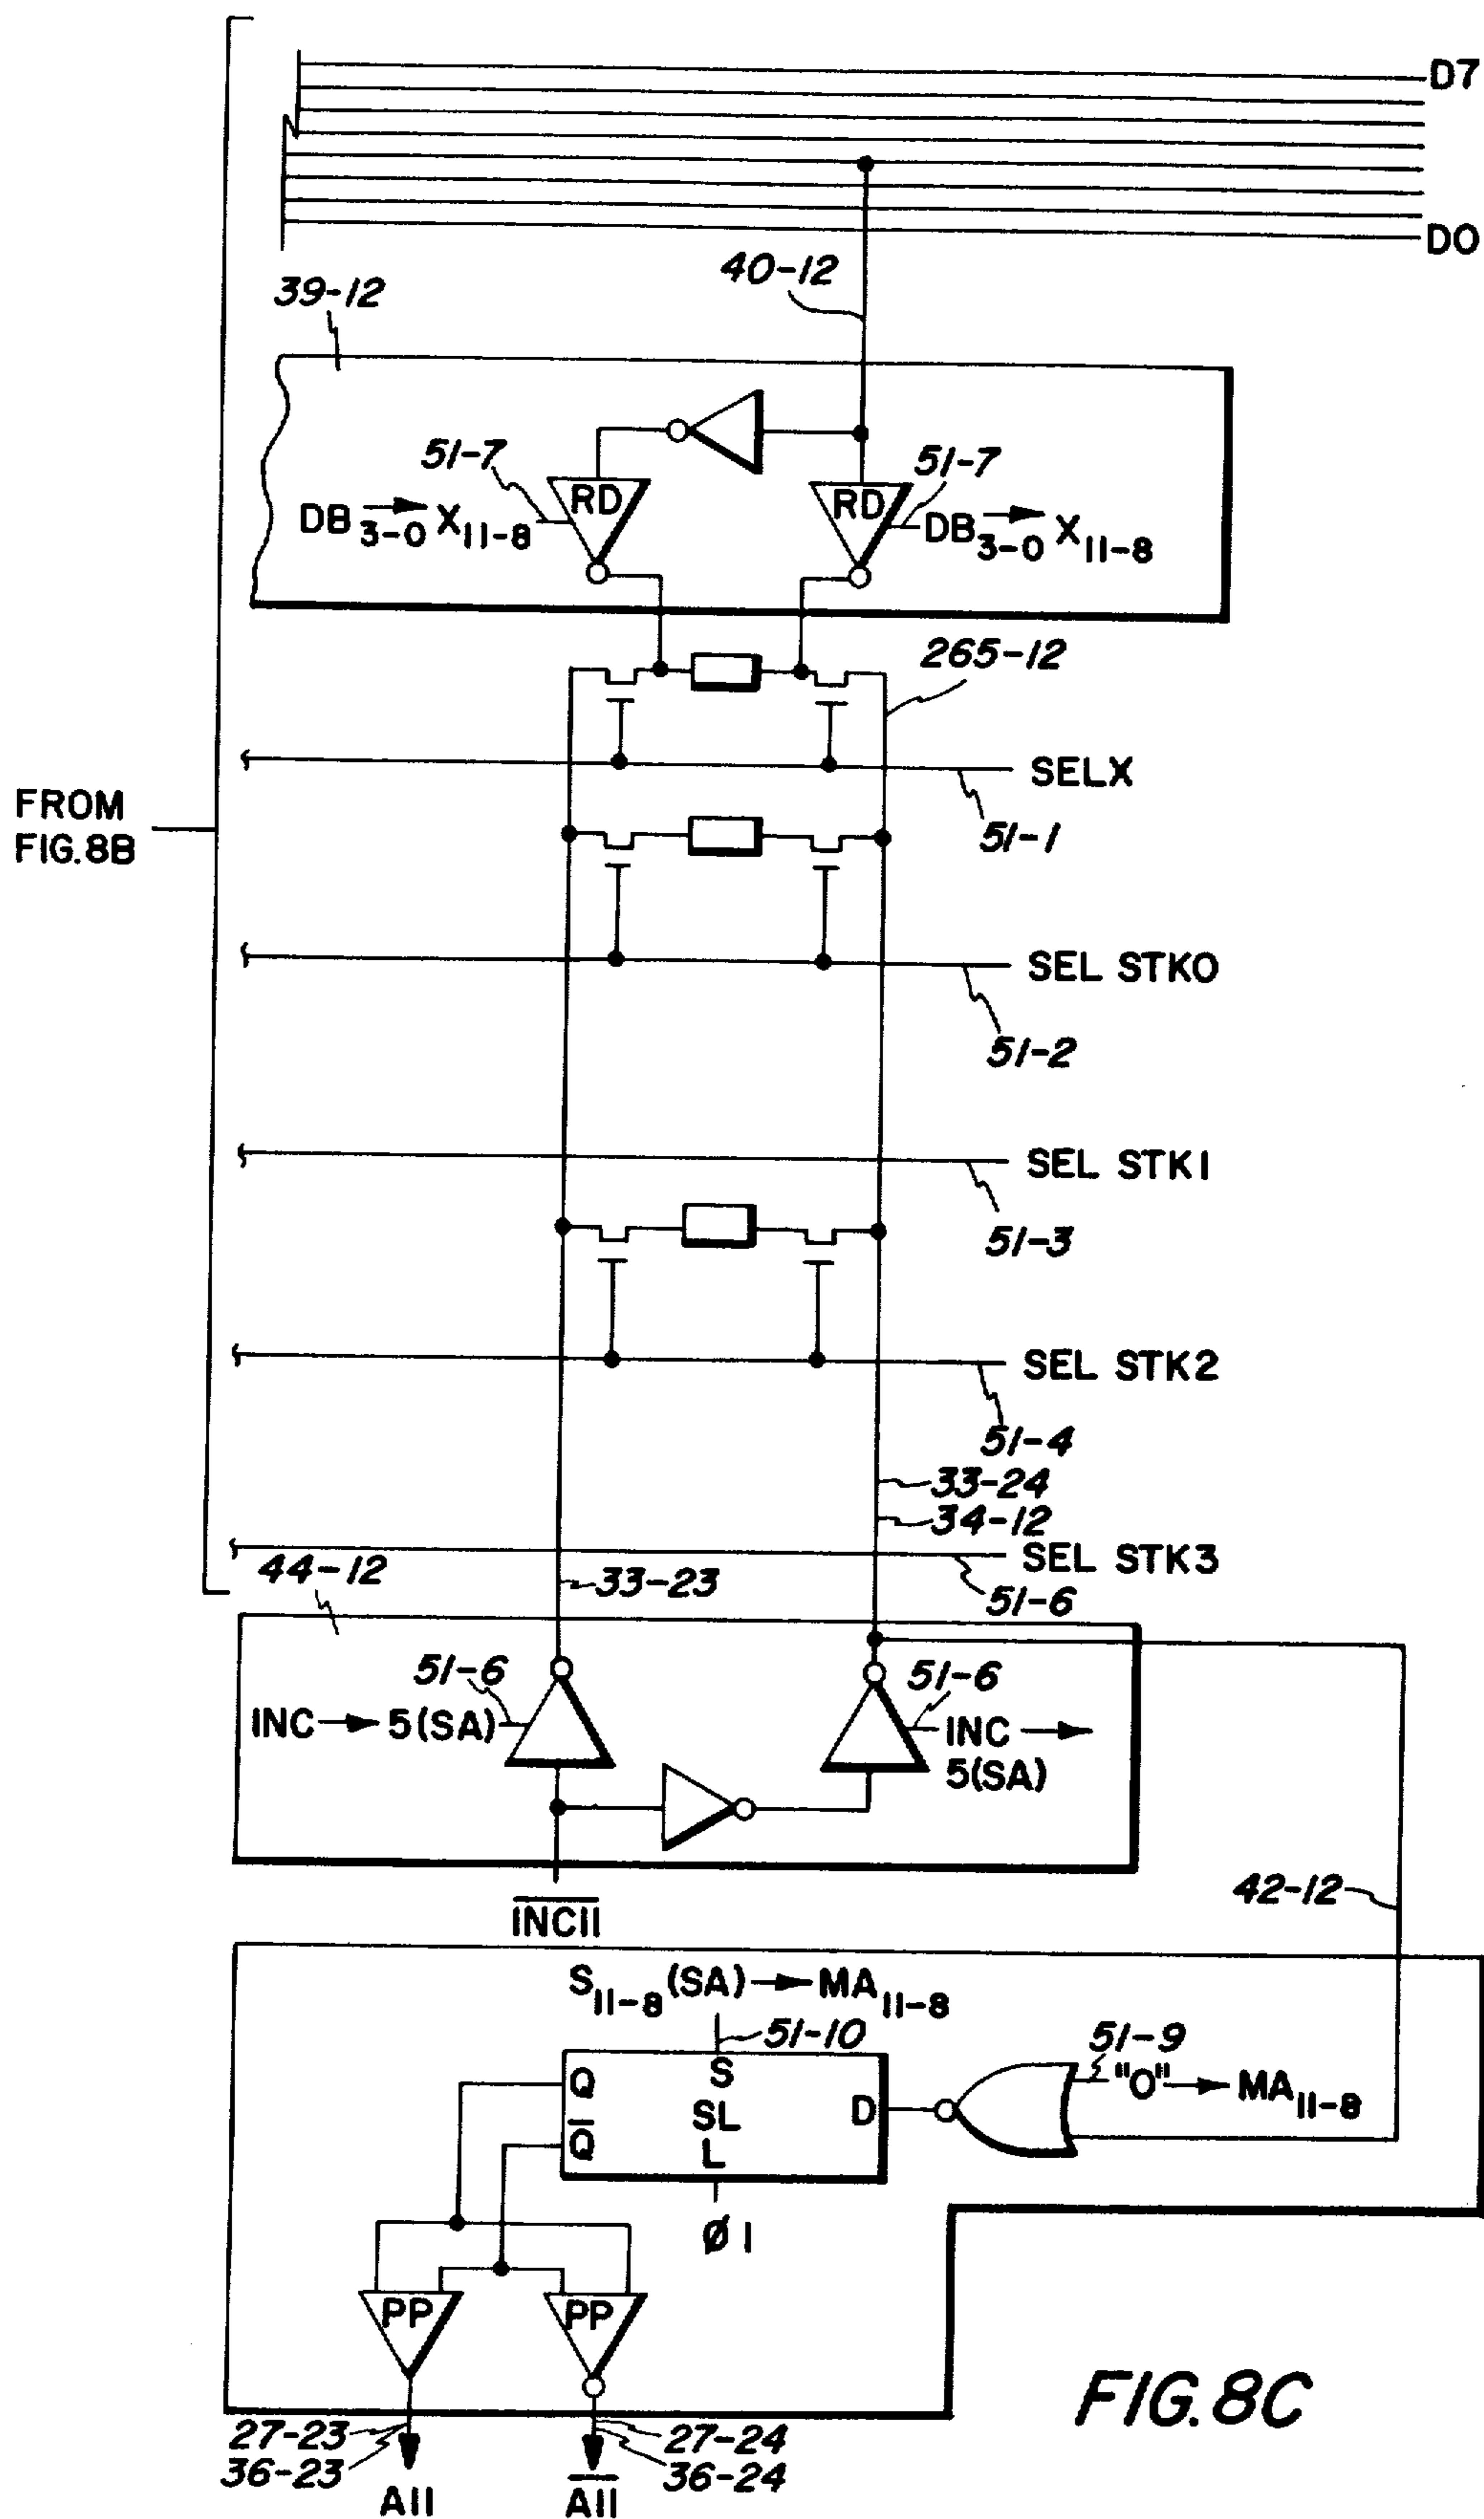 D7
D0
40-12
39-12
51-7
51-7
RD
RD
DB3-0 → X11-8
DB3-0 → X11-8
265-12
SELX
51-1
FROM
FIG.8B
SEL STK0
51-2
SEL STK1
51-3
SEL STK2
51-4
33-24
34-12
SEL STK3
44-12
33-23
51-6
51-6
51-6
INC → 5(SA)
INC →
5(SA)
INC11
42-12
S11-8(SA) → MA11-8
51-10
51-9
"0" → MA11-8
Q
S
SL
D
Q
L
Ø1
PP
PP
FIG.8C
27-23
36-23
27-24
36-24
A11
A11